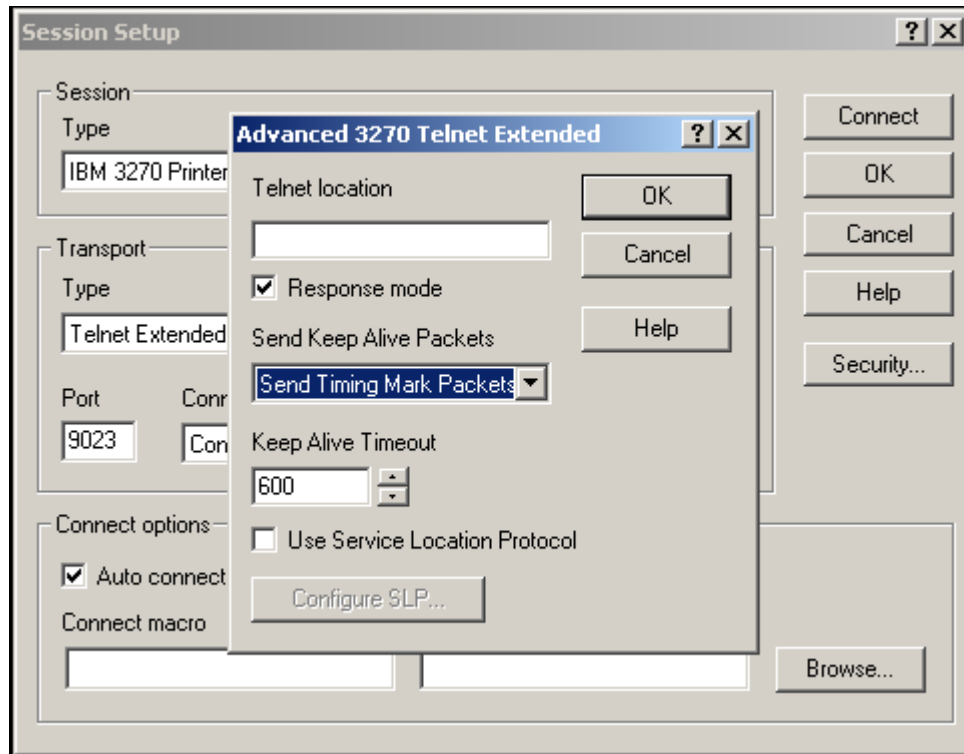 Session Setup
Session
Type
IBM 3270 Printer
Transport
Type
Telnet Extended
Port
9023
Connect options
Auto connect
Connect macro
Browse...
Connect
OK
Cancel
Help
Security...
Advanced 3270 Telnet Extended
Telnet location
Response mode
Send Keep Alive Packets
Send Timing Mark Packets
Keep Alive Timeout
600
Use Service Location Protocol
Configure SLP...
OK
Cancel
Help